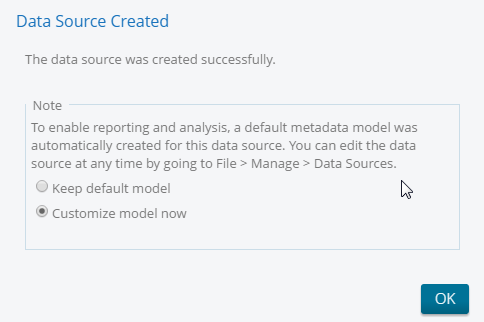 Data Source Created
The data source was created successfully.
Note
To enable reporting and analysis, a default metadata model was
automatically created for this data source. You can edit the data
source at any time by going to File > Manage > Data Sources.
Keep default model
Customize model now
OK